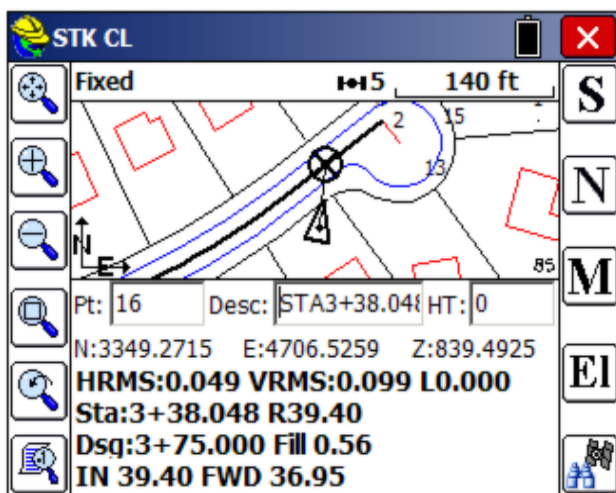 STK CL
Fixed 5 140 ft
S
2 15 1
13
N
N
E
85
M
Pt: 16 Desc: STA3+38.048 HT: 0
N:3349.2715 E:4706.5259 Z:839.4925
El
HRMS:0.049 VRMS:0.099 L0.000
Sta:3+38.048 R39.40
Dsg:3+75.000 Fill 0.56
IN 39.40 FWD 36.95